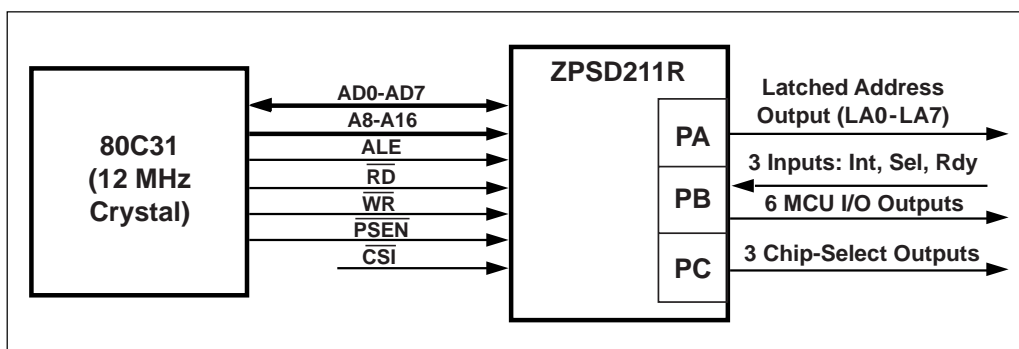 80C31
(12 MHz
Crystal)
AD0-AD7
A8-A16
ALE
RD
WR
PSEN
CSI
ZPSD211R
PA
PB
PC
Latched Address
Output (LA0-LA7)
3 Inputs: Int, Sel, Rdy
6 MCU I/O Outputs
3 Chip-Select Outputs